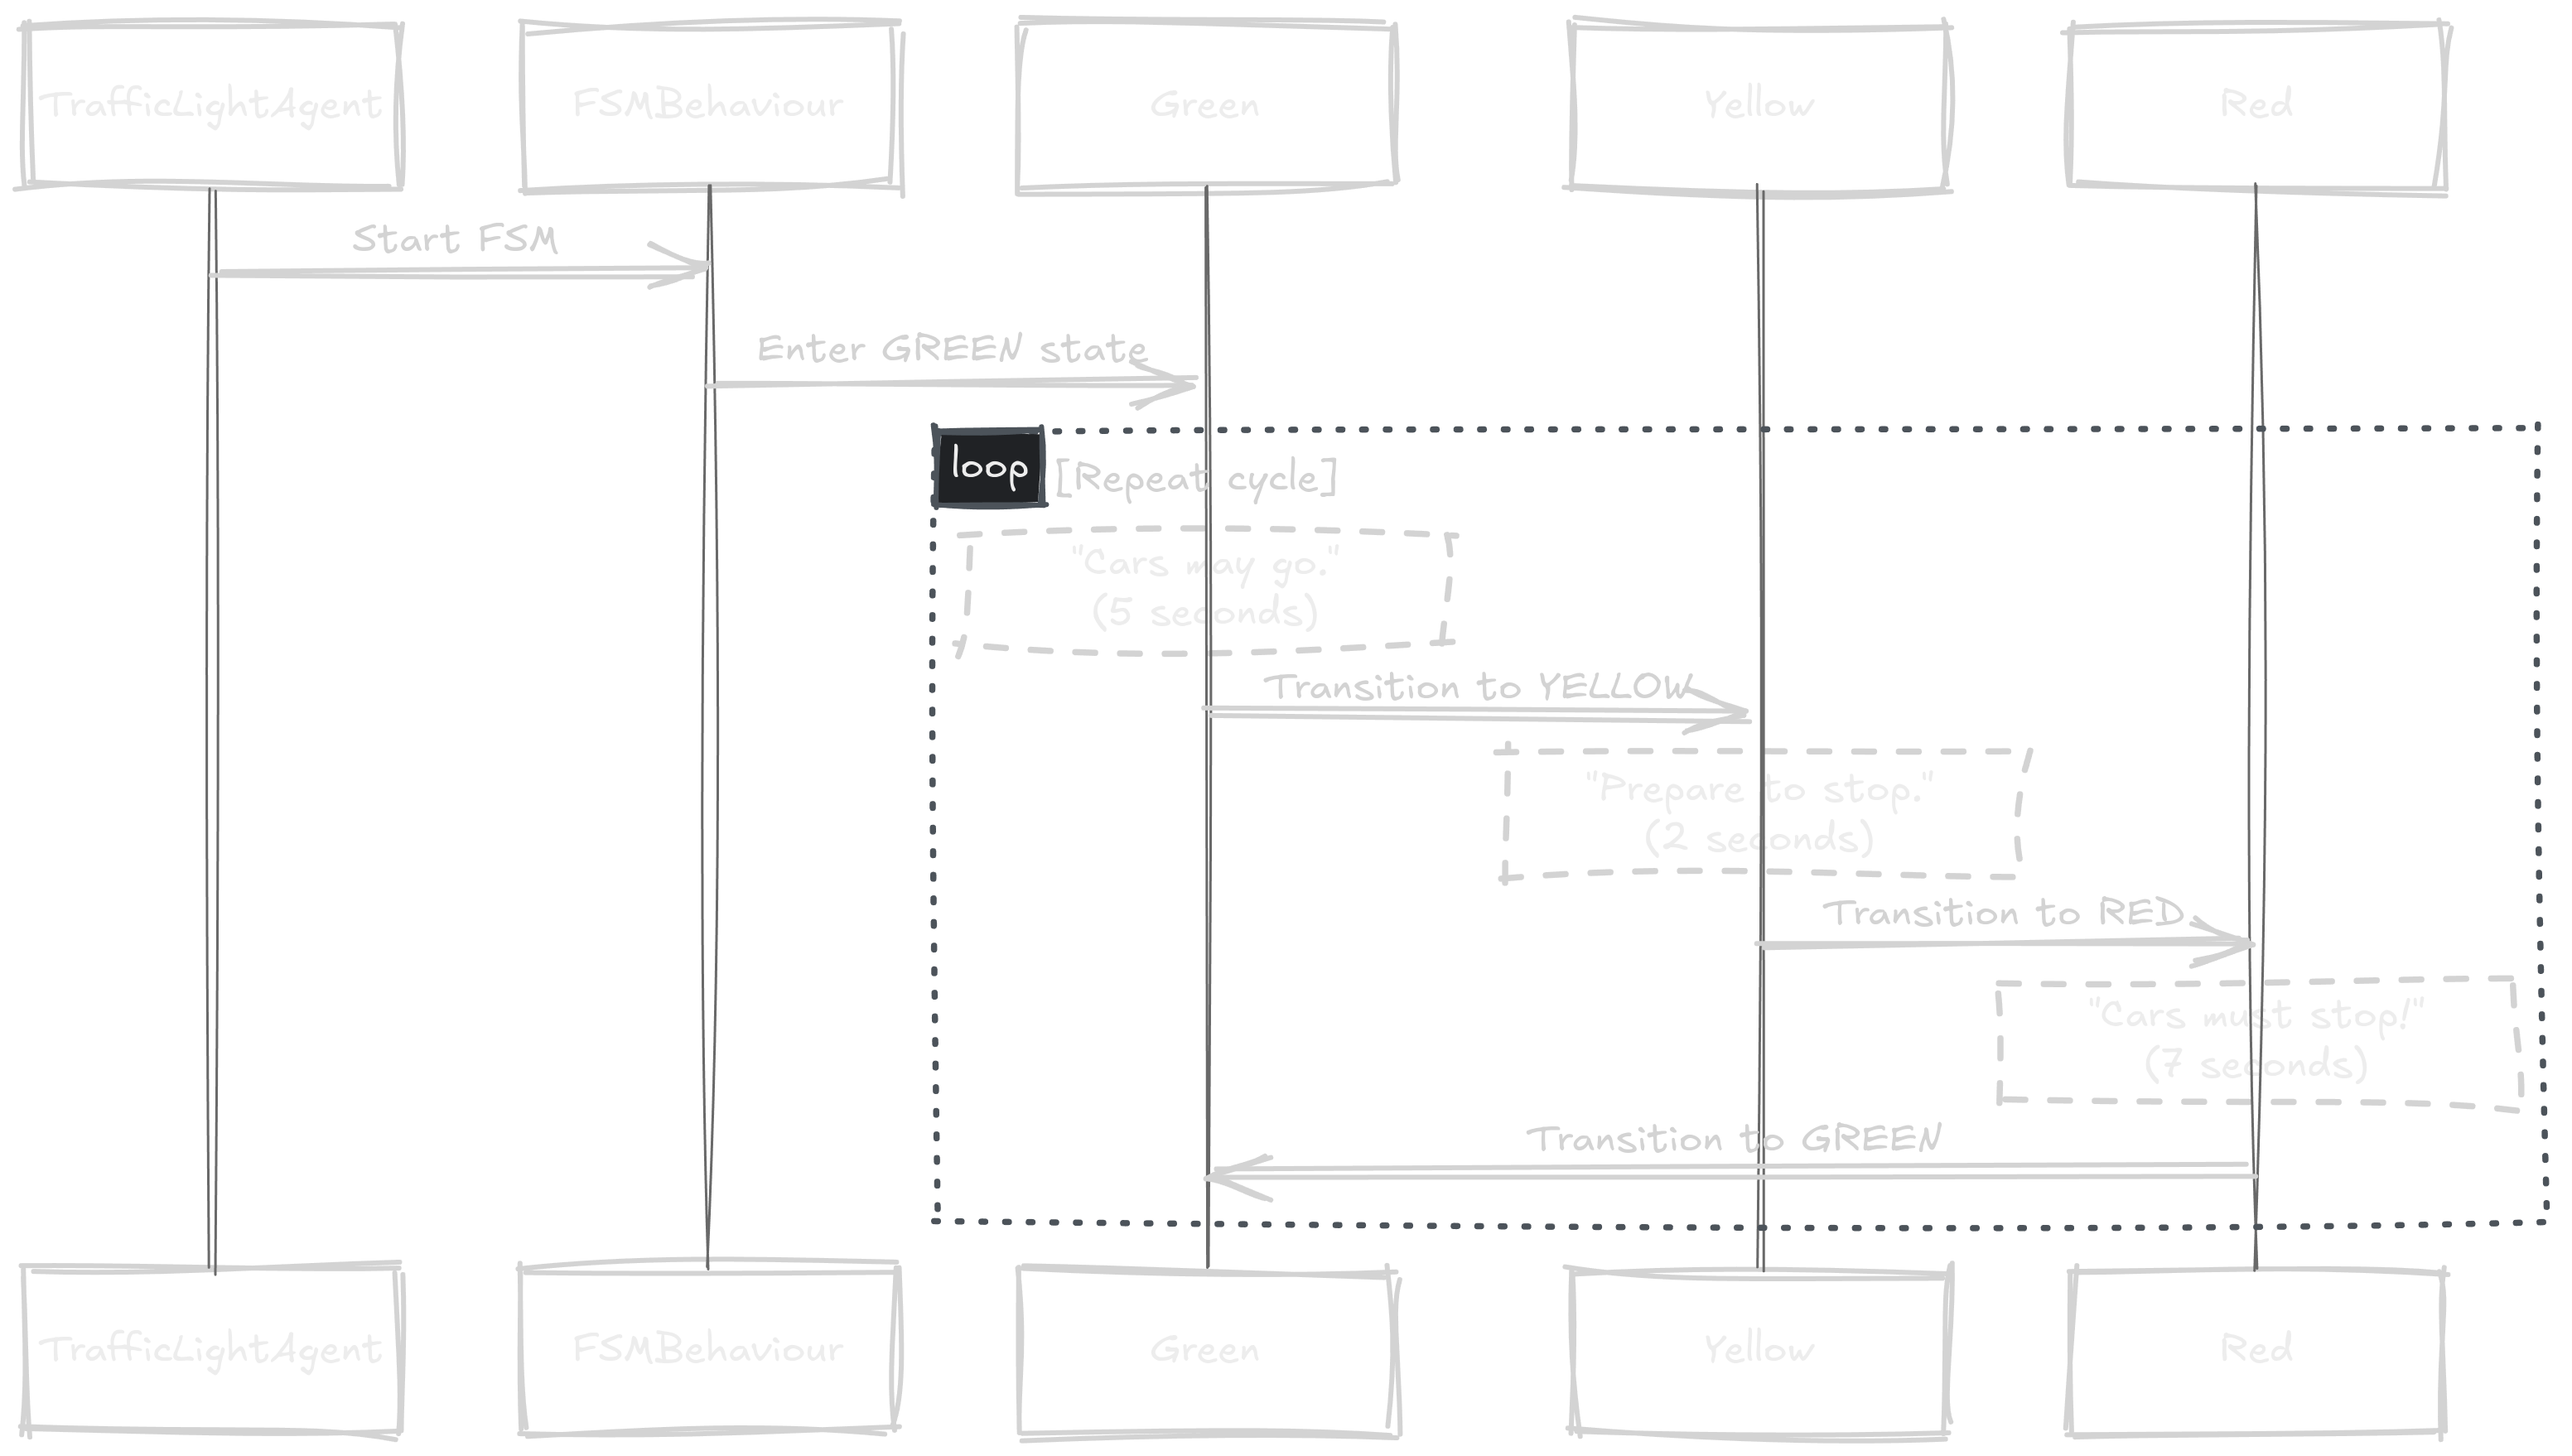 TrafficLightAgent
FSMBehaviour
Green
Yellow
Red
Start FSM
Enter GREEN state
loop
[Repeat cycle]
"Cars may go."
(5 seconds)
Transition to YELLOW
"Prepare to stop."
(2 seconds)
Transition to RED
"Cars must stop!"
(7 seconds)
Transition to GREEN
TrafficLightAgent
FSMBehaviour
Green
Yellow
Red